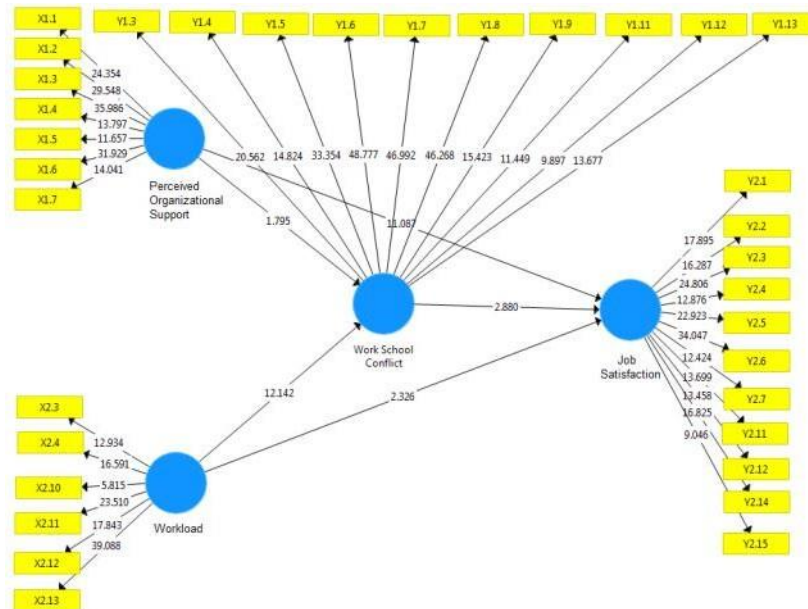 X1.1
X1.2
X1.3
X1.4
X1.5
X1.6
X1.7
24.354
29.548
35.986
13.797
11.657
31.929
14.041
Perceived
Organizational
Support
Y1.3
Y1.4
Y1.5
Y1.6
Y1.7
Y1.8
Y1.9
Y1.11
Y1.12
Y1.13
20.562
14.824
33.354
48.777
46.992
46.268
15.423
11.449
9.897
13.677
1.795
11.087
Work School
Conflict
2.880
12.142
2.326
Y2.1
Y2.2
Y2.3
Y2.4
Y2.5
Y2.6
Y2.7
Y2.11
Y2.12
Y2.14
Y2.15
17.895
16.287
24.806
12.876
22.923
34.047
12.424
13.699
13.458
16.825
9.046
Job
Satisfaction
X2.3
X2.4
X2.10
X2.11
X2.12
X2.13
12.934
16.591
5.815
23.510
17.843
39.088
Workload